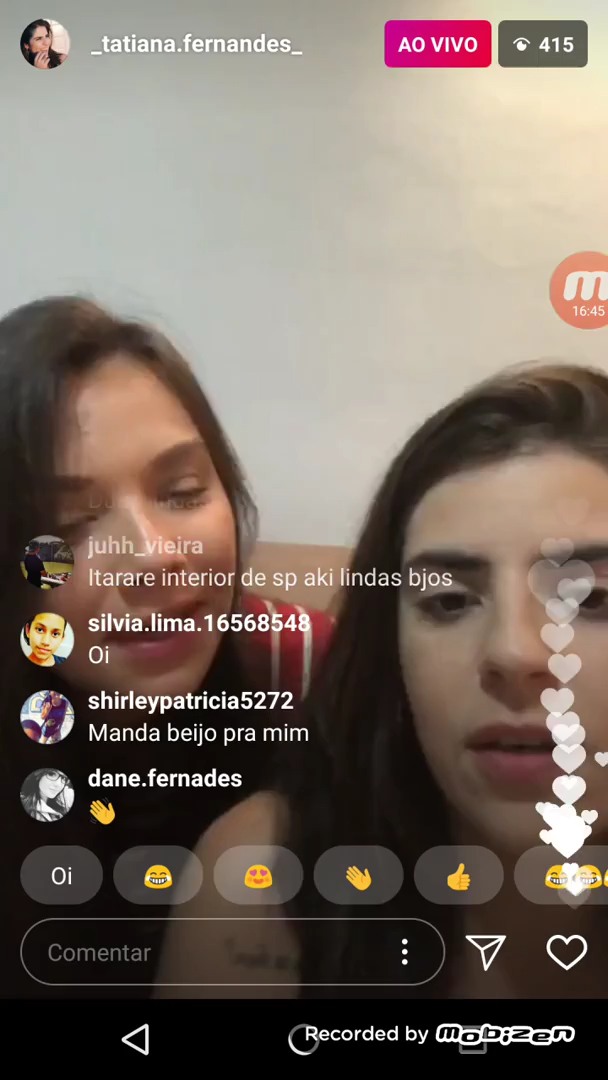 _tatiana.fernandes_
AO VIVO
415
16:45
juhh_vieira
Itarare interior de sp aki lindas bjos
silvia.lima.16568548
Oi
shirleypatricia5272
Manda beijo pra mim
dane.fernades
👋
Oi 😂 😍 👋 👍 😂😂
Comentar
Recorded by mobizen